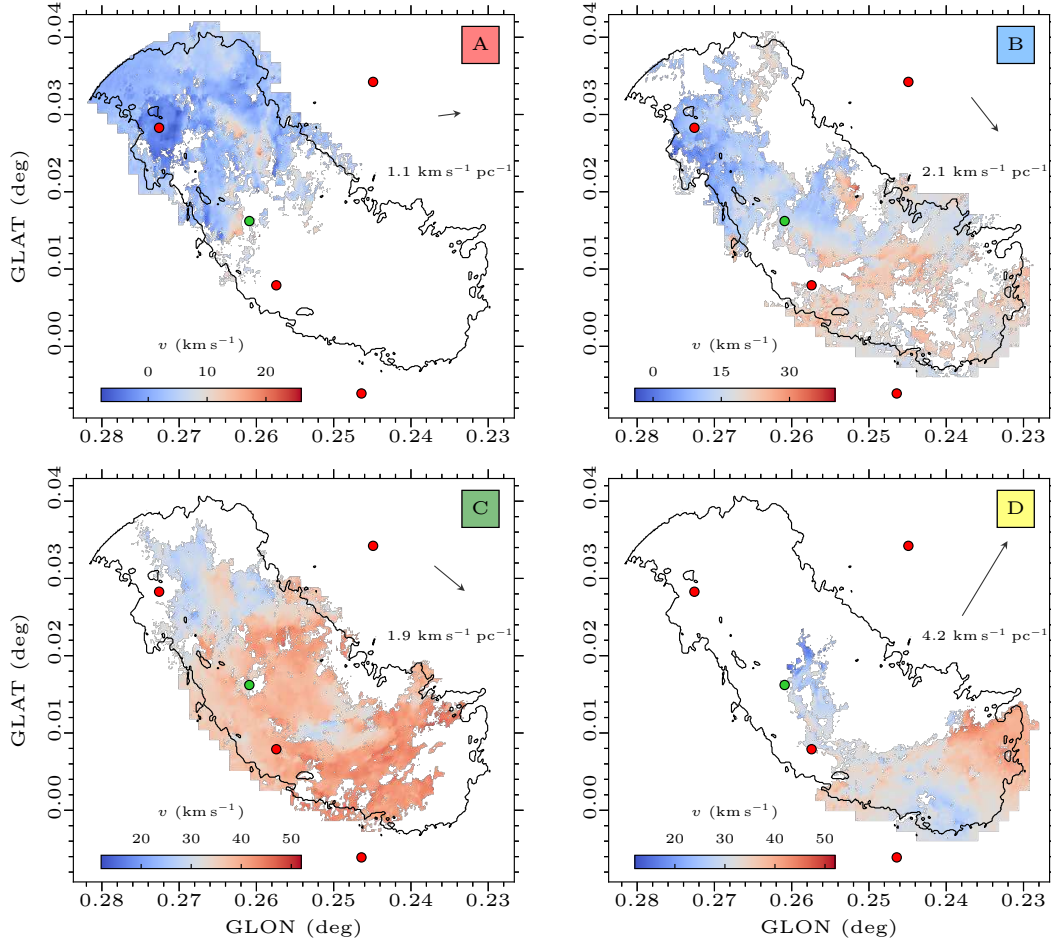 A
B
0.04
0.03
0.02
0.01
0.00
GLAT (deg)
1.1 km s⁻¹ pc⁻¹
2.1 km s⁻¹ pc⁻¹
v (km s⁻¹)
0 10 20
v (km s⁻¹)
0 15 30
0.04
0.03
0.02
0.01
0.00
0.28 0.27 0.26 0.25 0.24 0.23
0.28 0.27 0.26 0.25 0.24 0.23
C
D
0.04
0.03
0.02
0.01
0.00
GLAT (deg)
1.9 km s⁻¹ pc⁻¹
4.2 km s⁻¹ pc⁻¹
v (km s⁻¹)
20 30 40 50
v (km s⁻¹)
20 30 40 50
0.04
0.03
0.02
0.01
0.00
0.28 0.27 0.26 0.25 0.24 0.23
0.28 0.27 0.26 0.25 0.24 0.23
GLON (deg)
GLON (deg)